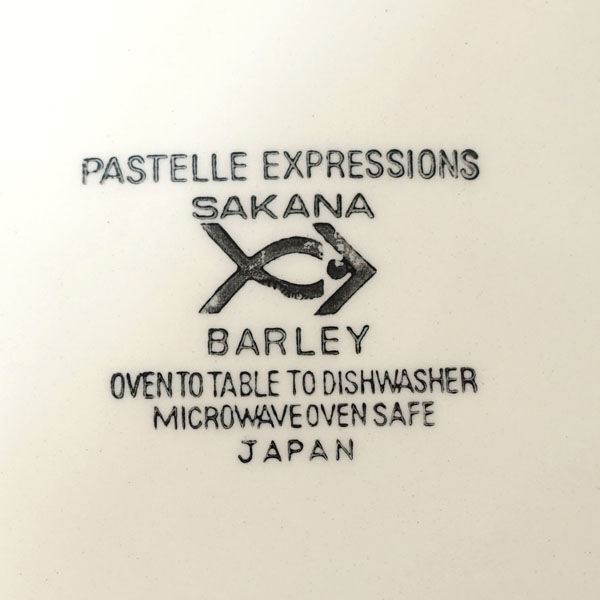 PASTELLE EXPRESSIONS
SAKANA
BARLEY
OVEN TO TABLE TO DISHWASHER
MICROWAVE OVEN SAFE
JAPAN